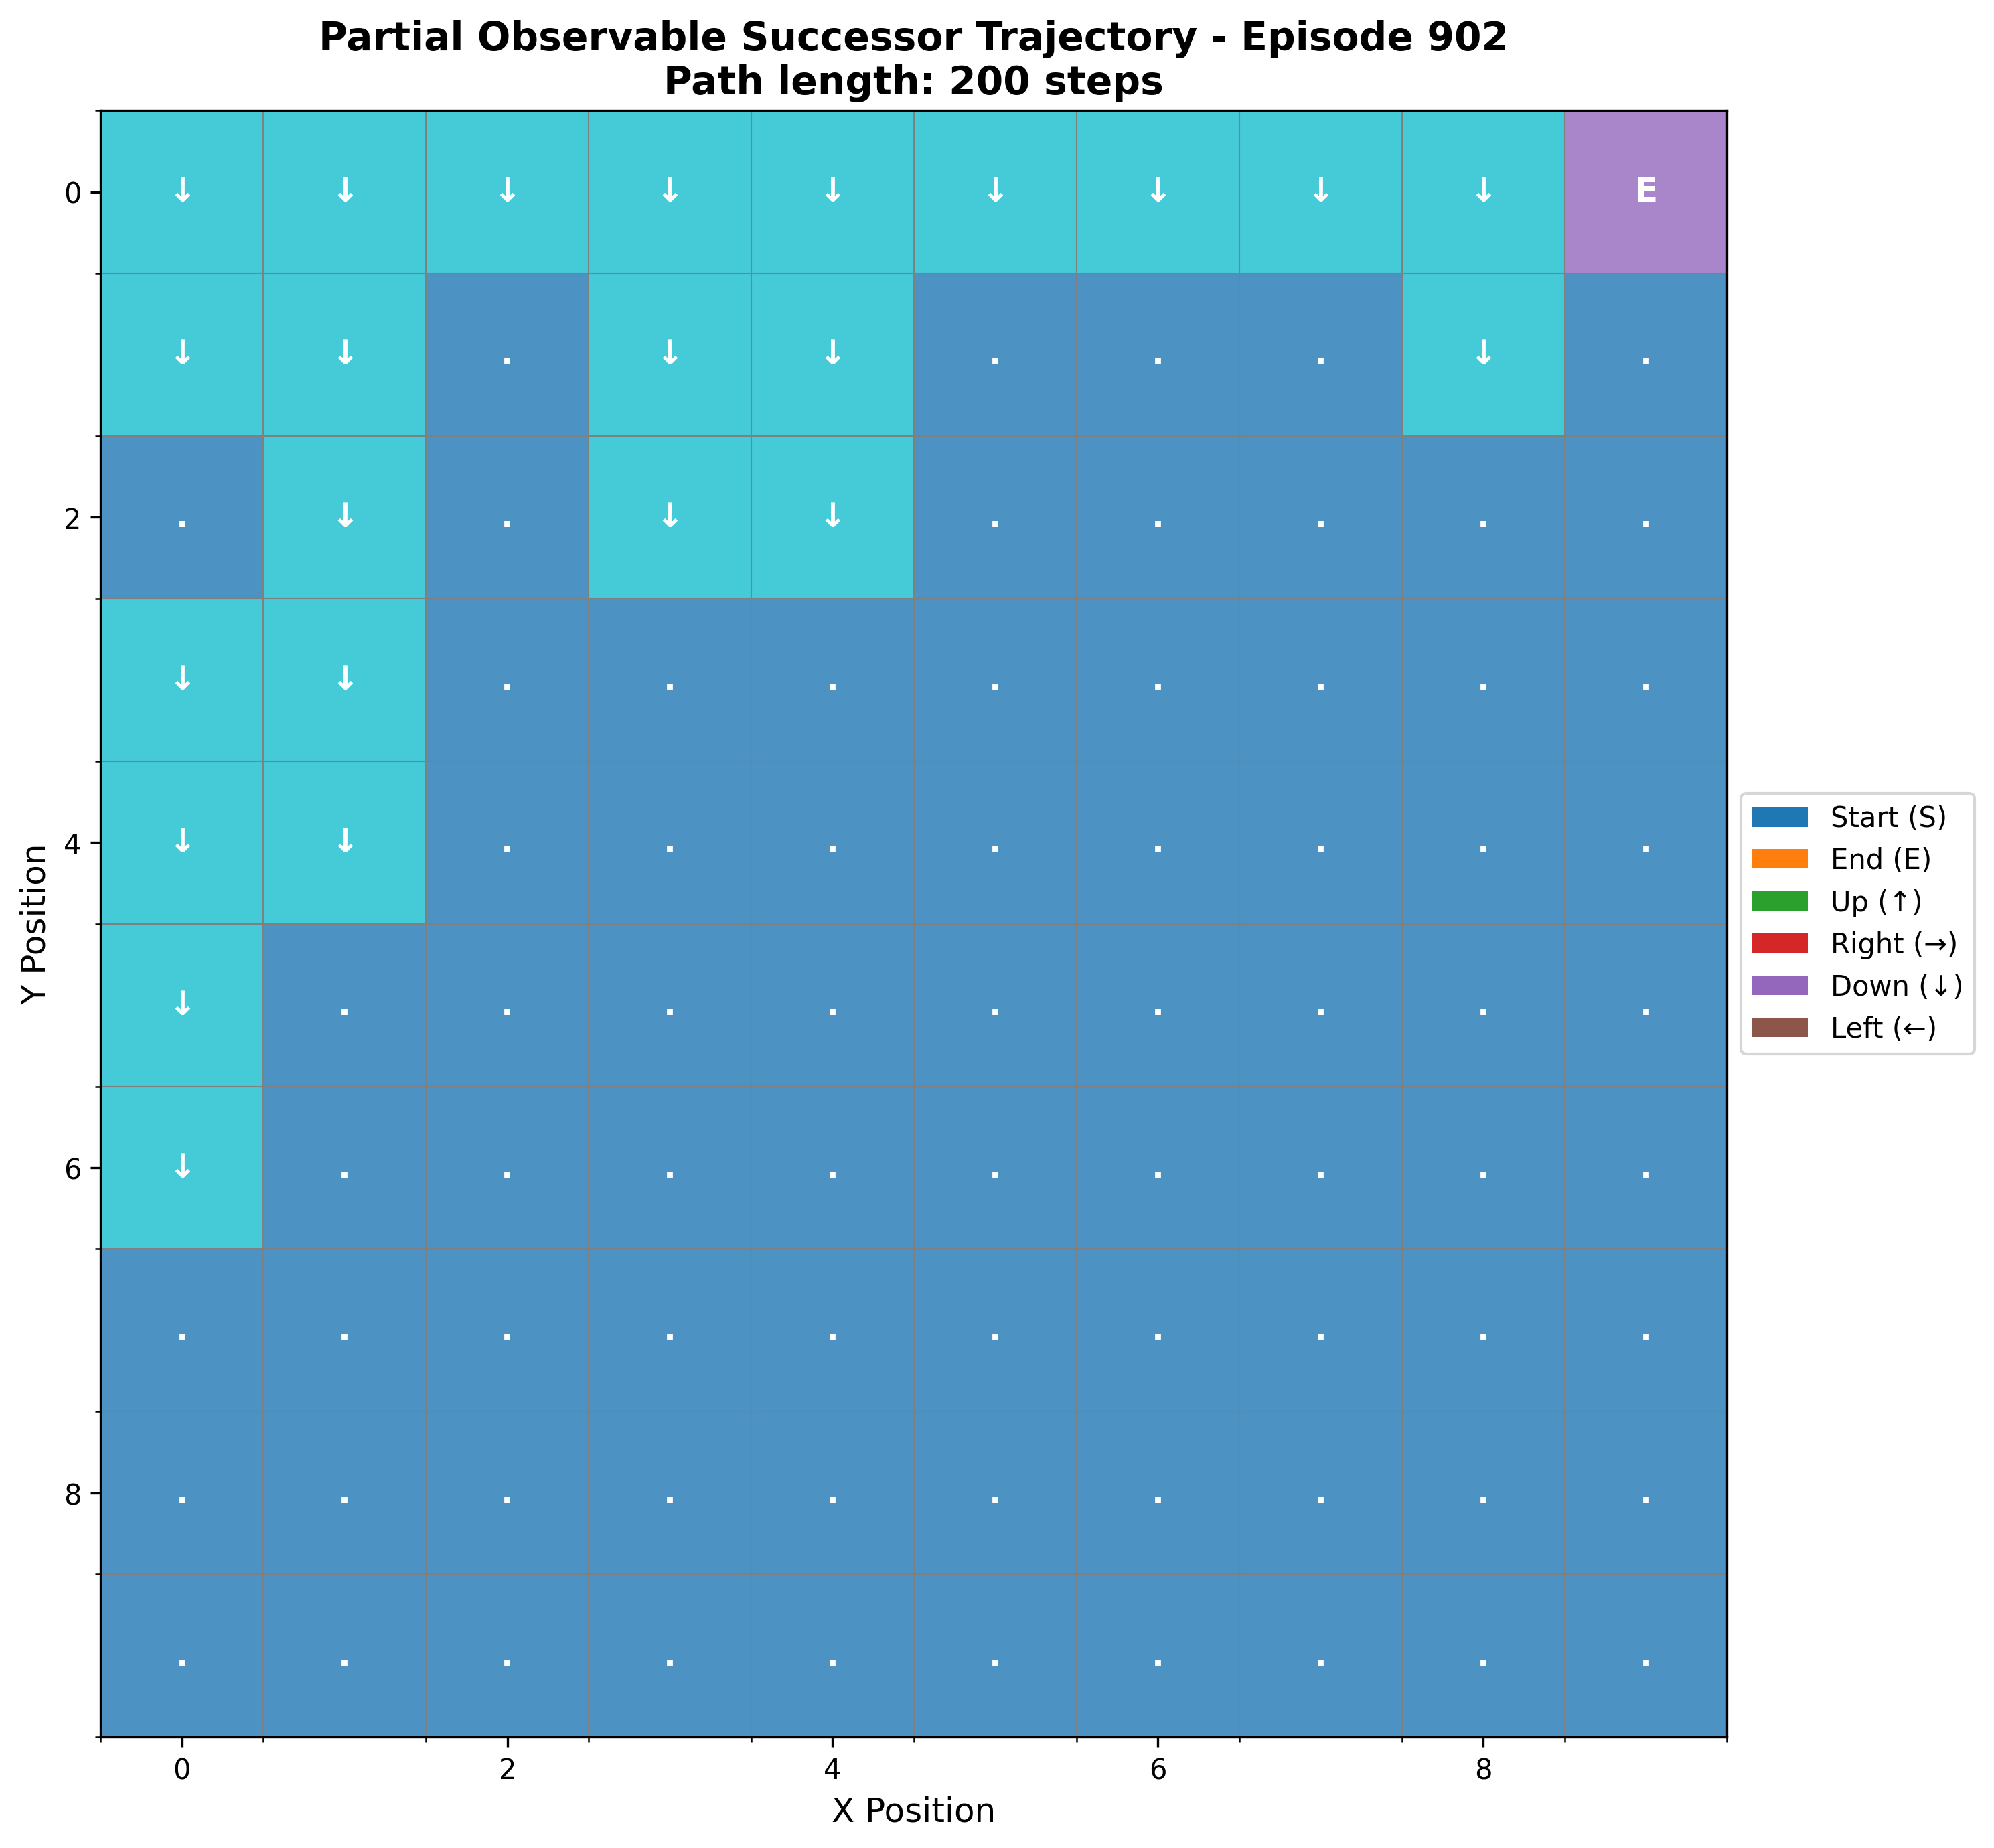 Partial Observable Successor Trajectory - Episode 902
Path length: 200 steps
0 ↓ ↓ ↓ ↓ ↓ ↓ ↓ ↓ ↓ E
↓ ↓ . ↓ ↓ . . . ↓ .
2 . ↓ . ↓ ↓ . . . . .
↓ ↓ . . . . . . . .
4 ↓ ↓ . . . . . . . .
↓ . . . . . . . . .
6 ↓ . . . . . . . . .
. . . . . . . . . .
8 . . . . . . . . . .
. . . . . . . . . .
0 2 4 6 8
X Position
Y Position
Start (S)
End (E)
Up (↑)
Right (→)
Down (↓)
Left (←)